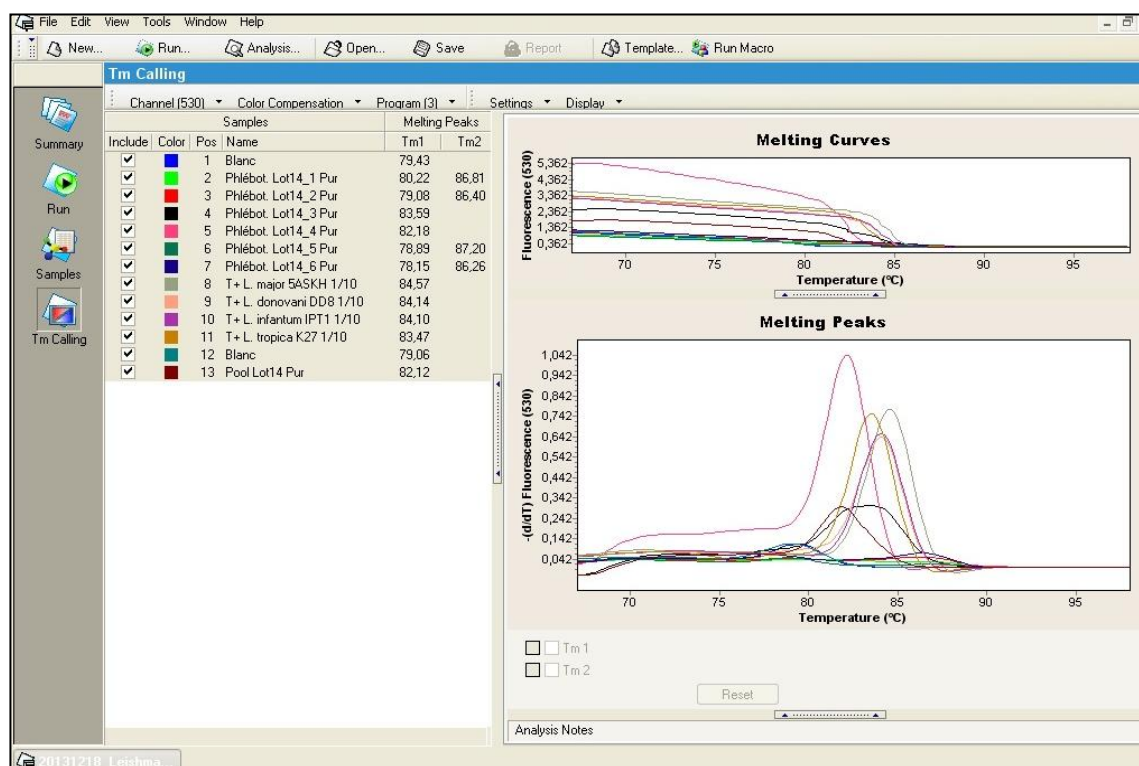 File Edit View Tools Window Help
New... Run... Analysis... Open... Save Report Template... Run Macro
Tm Calling
Channel (530) Color Compensation Program (3) Settings Display
Summary
Run
Samples
Tm Calling
Samples Melting Peaks
Include Color Pos Name Tm1 Tm2
1 Blanc 79,43
2 Phlébot. Lot14_1 Pur 80,22 86,81
3 Phlébot. Lot14_2 Pur 79,08 86,40
4 Phlébot. Lot14_3 Pur 83,59
5 Phlébot. Lot14_4 Pur 82,18
6 Phlébot. Lot14_5 Pur 78,89 87,20
7 Phlébot. Lot14_6 Pur 78,15 86,26
8 T+ L. major 5ASKH 1/10 84,57
9 T+ L. donovani DD8 1/10 84,14
10 T+ L. infantum IPT1 1/10 84,10
11 T+ L. tropica K27 1/10 83,47
12 Blanc 79,06
13 Pool Lot14 Pur 82,12
Melting Curves
Fluorescence (530)
5,362
4,362
3,362
2,362
1,362
0,362
70 75 80 85 90 95
Temperature (ºC)
Melting Peaks
-(d/dT) Fluorescence (530)
1,042
0,942
0,842
0,742
0,642
0,542
0,442
0,342
0,242
0,142
0,042
70 75 80 85 90 95
Temperature (ºC)
Tm 1
Tm 2
Reset
Analysis Notes
20131218_Leishma...